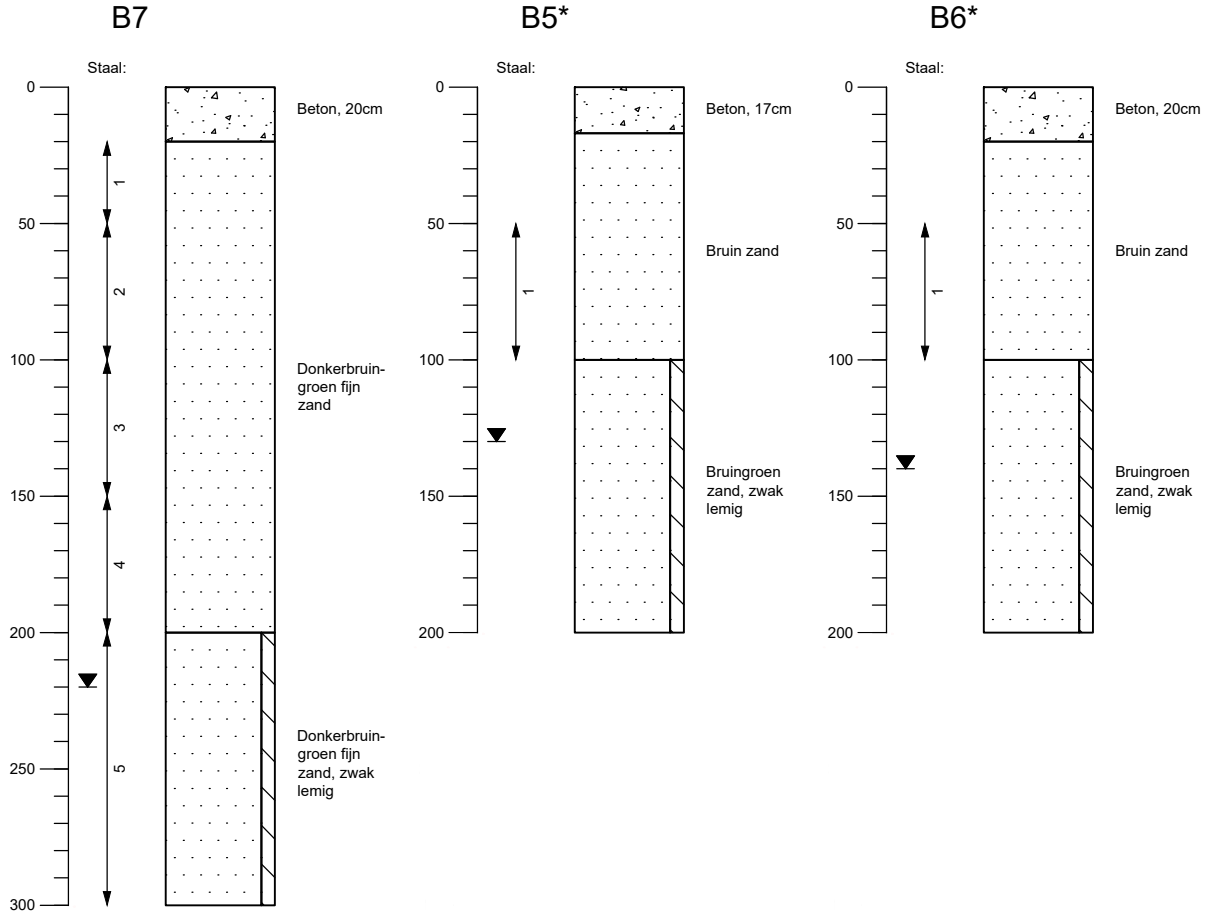 B7
Staal:
0
50
100
150
200
250
300
1
2
3
4
5
Beton, 20cm
Donkerbruin-
groen fijn
zand
Donkerbruin-
groen fijn
zand, zwak
lemig
B5*
Staal:
0
50
100
150
200
1
Beton, 17cm
Bruin zand
Bruingroen
zand, zwak
lemig
B6*
Staal:
0
50
100
150
200
1
Beton, 20cm
Bruin zand
Bruingroen
zand, zwak
lemig